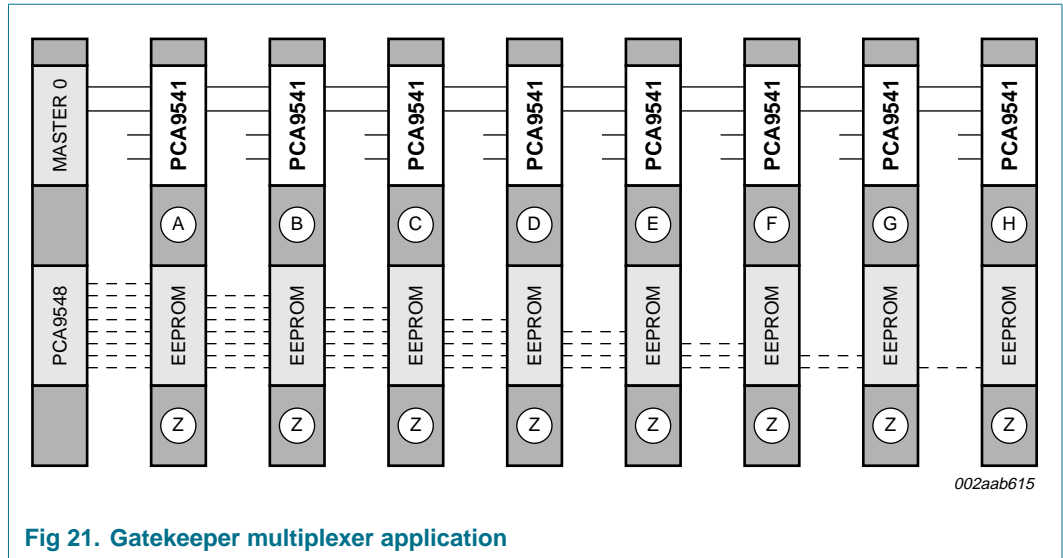 MASTER 0
PCA9541
PCA9541
PCA9541
PCA9541
PCA9541
PCA9541
PCA9541
PCA9541
A
B
C
D
E
F
G
H
PCA9548
EEPROM
EEPROM
EEPROM
EEPROM
EEPROM
EEPROM
EEPROM
EEPROM
Z
Z
Z
Z
Z
Z
Z
Z
002aab615
Fig 21. Gatekeeper multiplexer application